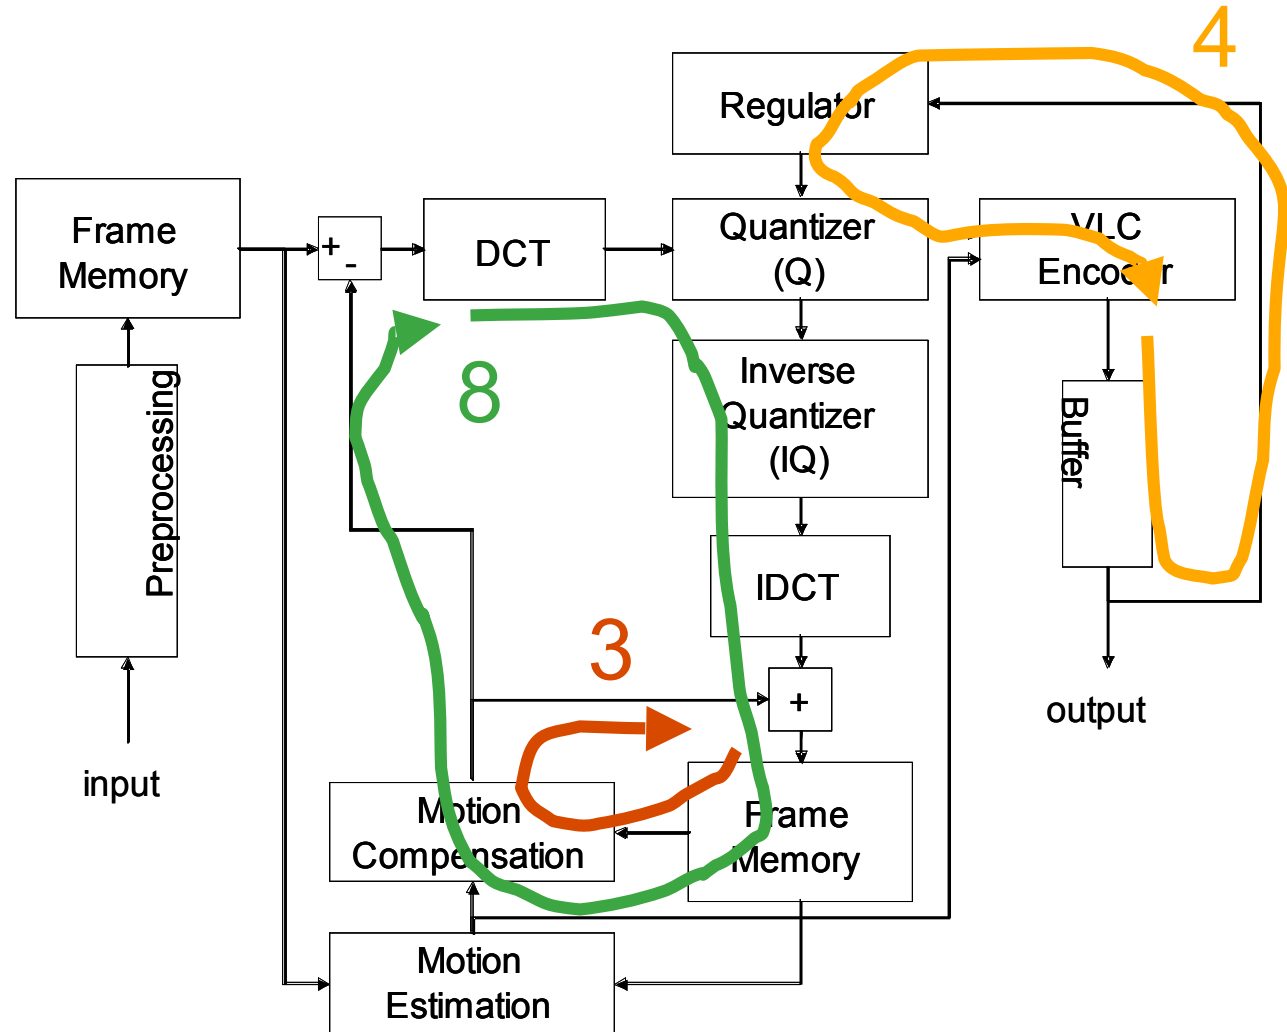 4
Regulator
Frame
Memory
+
-
DCT
Quantizer
(Q)
VLC
Encoder
Preprocessing
8
Inverse
Quantizer
(IQ)
Buffer
IDCT
3
+
output
input
Motion
Compensation
Frame
Memory
Motion
Estimation